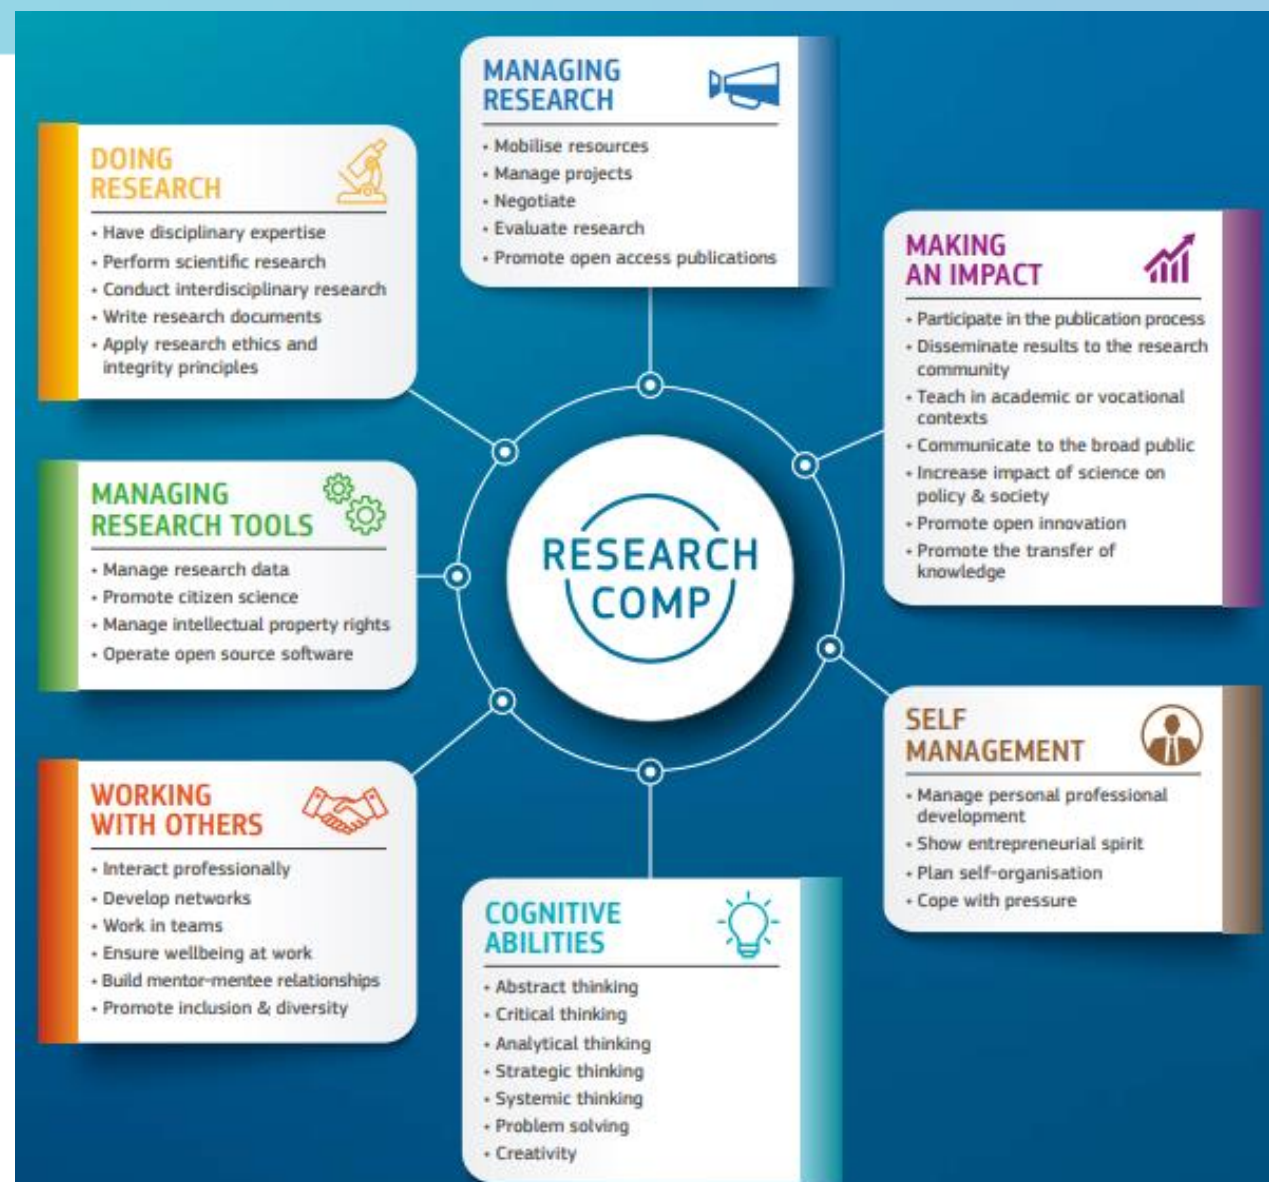 MANAGING
RESEARCH
• Mobilise resources
• Manage projects
• Negotiate
• Evaluate research
• Promote open access publications
DOING
RESEARCH
• Have disciplinary expertise
• Perform scientific research
• Conduct interdisciplinary research
• Write research documents
• Apply research ethics and
integrity principles
MAKING
AN IMPACT
• Participate in the publication process
• Disseminate results to the research
community
• Teach in academic or vocational
contexts
• Communicate to the broad public
• Increase impact of science on
policy & society
• Promote open innovation
• Promote the transfer of
knowledge
MANAGING
RESEARCH TOOLS
• Manage research data
• Promote citizen science
• Manage intellectual property rights
• Operate open source software
RESEARCH
COMP
SELF
MANAGEMENT
• Manage personal professional
development
• Show entrepreneurial spirit
• Plan self-organisation
• Cope with pressure
WORKING
WITH OTHERS
• Interact professionally
• Develop networks
• Work in teams
• Ensure wellbeing at work
• Build mentor-mentee relationships
• Promote inclusion & diversity
COGNITIVE
ABILITIES
• Abstract thinking
• Critical thinking
• Analytical thinking
• Strategic thinking
• Systemic thinking
• Problem solving
• Creativity